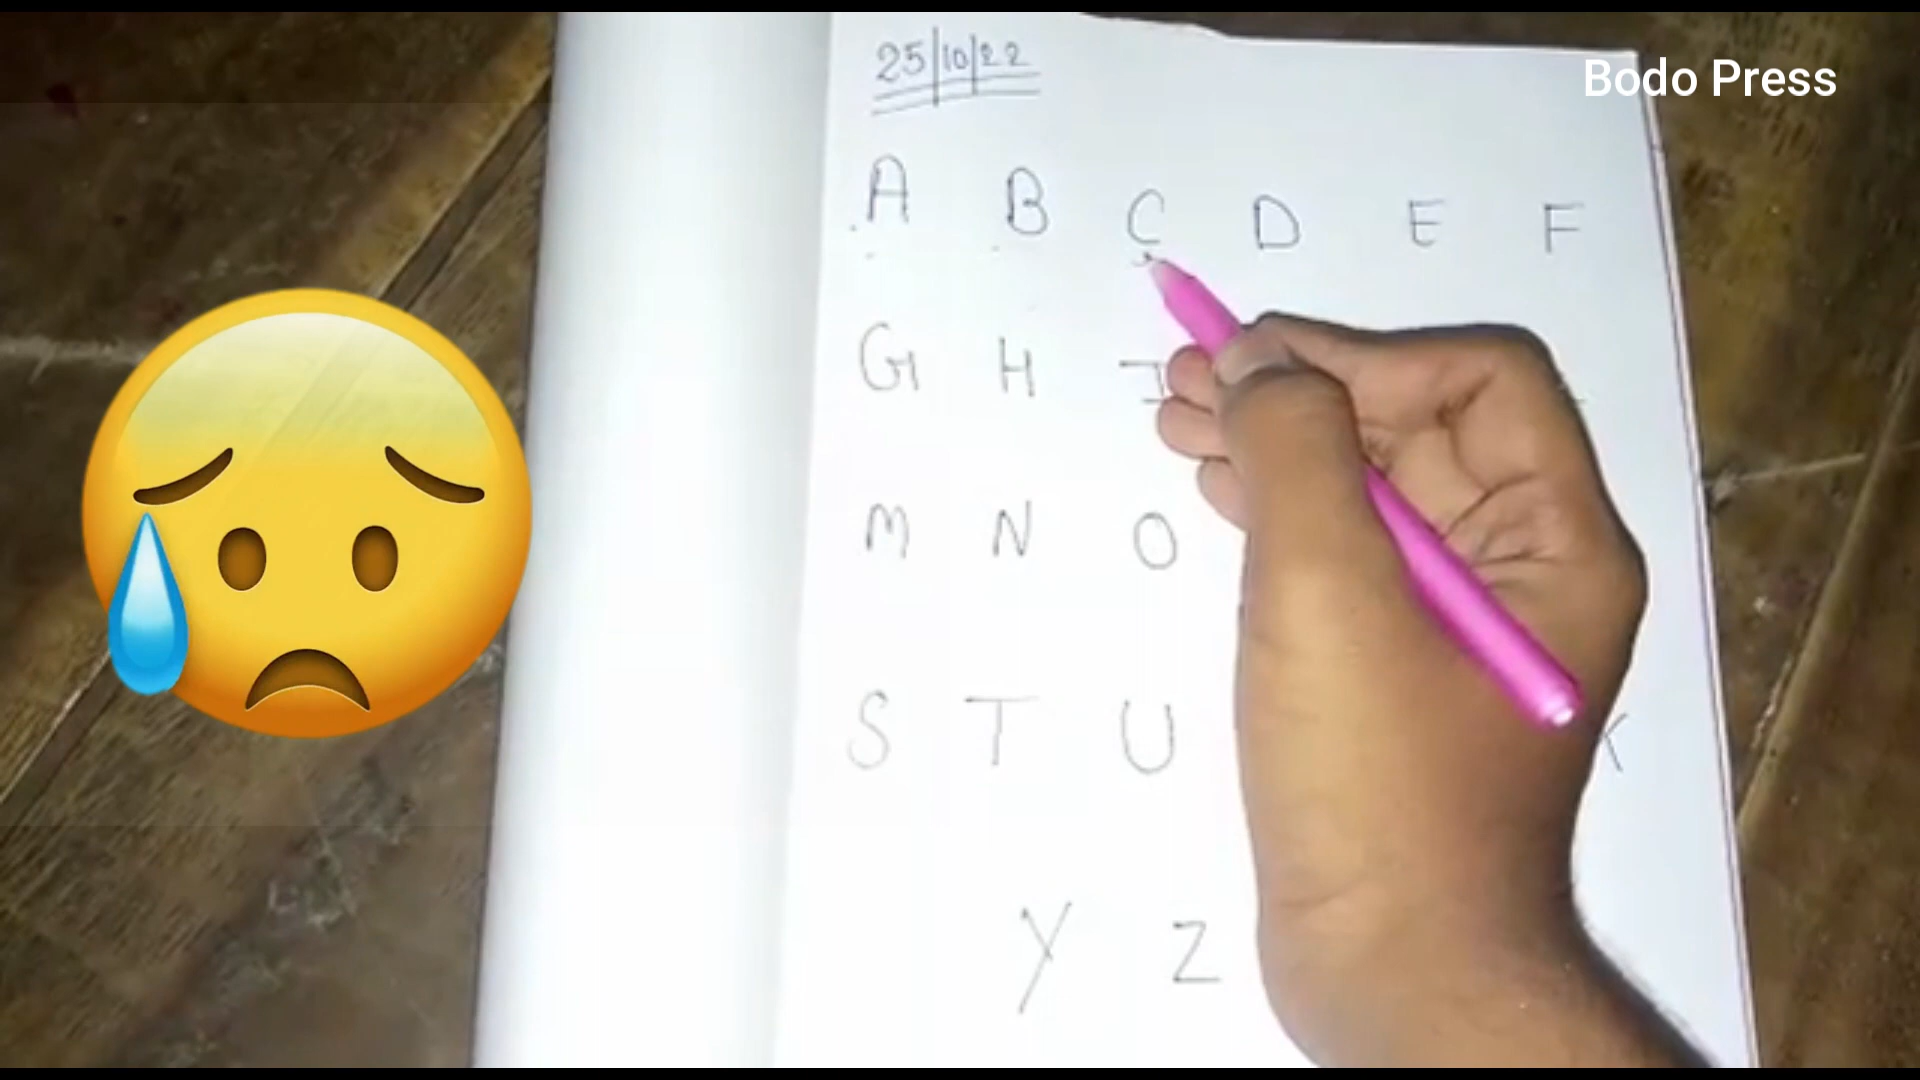 Bodo Press
25/10/22
A B C D E F
G H I
M N O
S T U X
Y Z